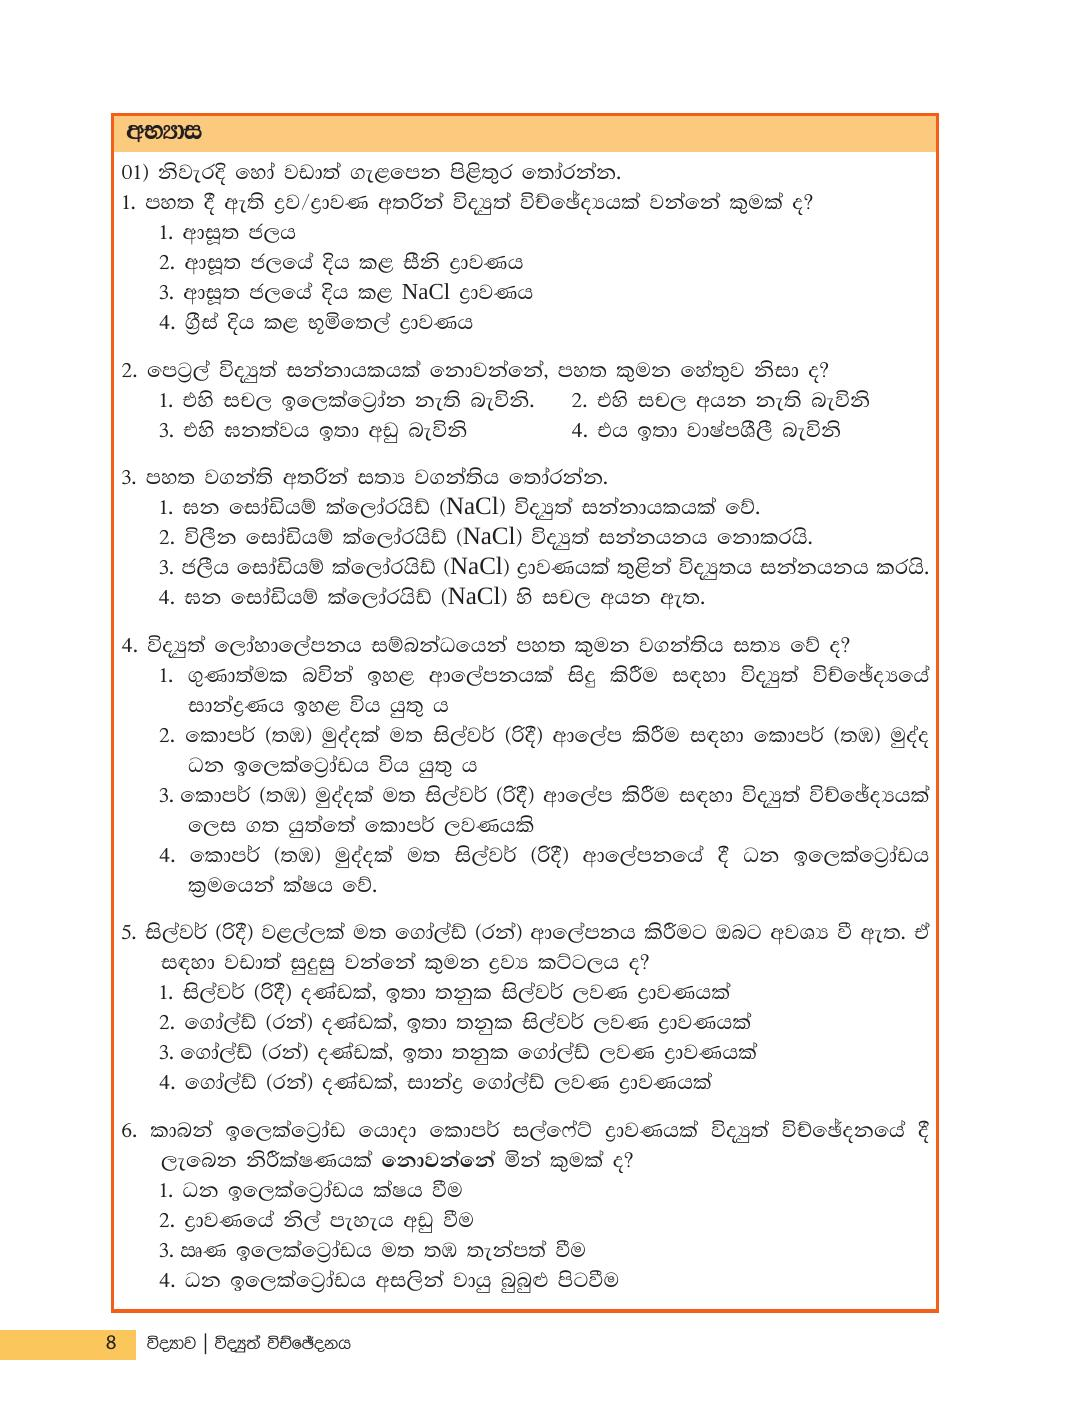 අභ්‍යාස
01) නිවැරදි හෝ වඩාත් ගැළපෙන පිළිතුර තෝරන්න.
1. පහත දී ඇති ද්‍රව/ද්‍රාවණ අතරින් විද්‍යුත් විච්ඡේද්‍යයක් වන්නේ කුමක් ද?
1. ආසූත ජලය
2. ආසූත ජලයේ දිය කළ සීනි ද්‍රාවණය
3. ආසූත ජලයේ දිය කළ NaCl ද්‍රාවණය
4. ග්‍රීස් දිය කළ භූමිතෙල් ද්‍රාවණය
2. පෙට්‍රල් විද්‍යුත් සන්නායකයක් නොවන්නේ, පහත කුමන හේතුව නිසා ද?
1. එහි සචල ඉලෙක්ට්‍රෝන නැති බැවිනි. 2. එහි සචල අයන නැති බැවිනි
3. එහි ඝනත්වය ඉතා අඩු බැවිනි 4. එය ඉතා වාෂ්පශීලී බැවිනි
3. පහත වගන්ති අතරින් සත්‍ය වගන්තිය තෝරන්න.
1. ඝන සෝඩියම් ක්ලෝරයිඩ් (NaCl) විද්‍යුත් සන්නායකයක් වේ.
2. විලීන සෝඩියම් ක්ලෝරයිඩ් (NaCl) විද්‍යුත් සන්නයනය නොකරයි.
3. ජලීය සෝඩියම් ක්ලෝරයිඩ් (NaCl) ද්‍රාවණයක් තුළින් විද්‍යුතය සන්නයනය කරයි.
4. ඝන සෝඩියම් ක්ලෝරයිඩ් (NaCl) හි සචල අයන ඇත.
4. විද්‍යුත් ලෝහාලේපනය සම්බන්ධයෙන් පහත කුමන වගන්තිය සත්‍ය වේ ද?
1. ගුණාත්මක බවින් ඉහළ ආලේපනයක් සිදු කිරීම සඳහා විද්‍යුත් විච්ඡේද්‍යයේ
සාන්ද්‍රණය ඉහළ විය යුතු ය
2. කොපර් (තඹ) මුද්දක් මත සිල්වර් (රිදී) ආලේප කිරීම සඳහා කොපර් (තඹ) මුද්ද
ධන ඉලෙක්ට්‍රෝඩය විය යුතු ය
3. කොපර් (තඹ) මුද්දක් මත සිල්වර් (රිදී) ආලේප කිරීම සඳහා විද්‍යුත් විච්ඡේද්‍යයක්
ලෙස ගත යුත්තේ කොපර් ලවණයකි
4. කොපර් (තඹ) මුද්දක් මත සිල්වර් (රිදී) ආලේපනයේ දී ධන ඉලෙක්ට්‍රෝඩය
ක්‍රමයෙන් ක්ෂය වේ.
5. සිල්වර් (රිදී) වළල්ලක් මත ගෝල්ඩ් (රන්) ආලේපනය කිරීමට ඔබට අවශ්‍ය වී ඇත. ඒ
සඳහා වඩාත් සුදුසු වන්නේ කුමන ද්‍රව්‍ය කට්ටලය ද?
1. සිල්වර් (රිදී) දණ්ඩක්, ඉතා තනුක සිල්වර් ලවණ ද්‍රාවණයක්
2. ගෝල්ඩ් (රන්) දණ්ඩක්, ඉතා තනුක සිල්වර් ලවණ ද්‍රාවණයක්
3. ගෝල්ඩ් (රන්) දණ්ඩක්, ඉතා තනුක ගෝල්ඩ් ලවණ ද්‍රාවණයක්
4. ගෝල්ඩ් (රන්) දණ්ඩක්, සාන්ද්‍ර ගෝල්ඩ් ලවණ ද්‍රාවණයක්
6. කාබන් ඉලෙක්ට්‍රෝඩ යොදා කොපර් සල්ෆේට් ද්‍රාවණයක් විද්‍යුත් විච්ඡේදනයේ දී
ලැබෙන නිරීක්ෂණයක් නොවන්නේ මින් කුමක් ද?
1. ධන ඉලෙක්ට්‍රෝඩය ක්ෂය වීම
2. ද්‍රාවණයේ නිල් පැහැය අඩු වීම
3. ඍණ ඉලෙක්ට්‍රෝඩය මත තඹ තැන්පත් වීම
4. ධන ඉලෙක්ට්‍රෝඩය අසලින් වායු බුබුළු පිටවීම
8 විද්‍යාව | විද්‍යුත් විච්ඡේදනය